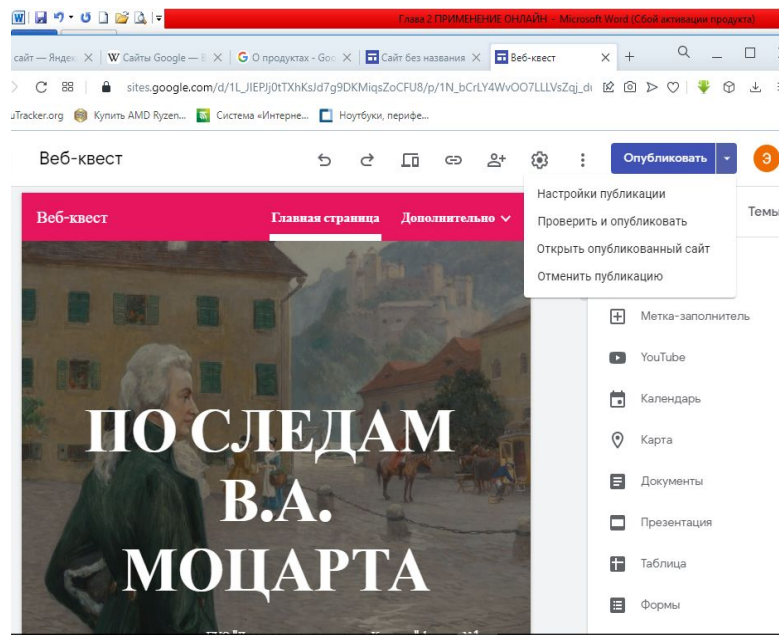 Глава 2 ПРИМЕНЕНИЕ ОНЛАЙН - Microsoft Word (Сбой активации продукта)
сайт — Яндек
Сайты Google —
О продуктах - Goo
Сайт без названия
Веб-квест
sites.google.com/d/1L_JIEPJj0tTXhKsJd7g9DKMiqsZoCFU8/p/1N_bCrLY4WvOO7LLLVsZqj_du
uTracker.org Купить AMD Ryzen... Система «Интерне... Ноутбуки, перифе...
Веб-квест
Опубликовать
Э
Настройки публикации
Проверить и опубликовать
Открыть опубликованный сайт
Отменить публикацию
Темы
Веб-квест Главная страница Дополнительно
ПО СЛЕДАМ
В.А.
МОЦАРТА
Метка-заполнитель
YouTube
Календарь
Карта
Документы
Презентация
Таблица
Формы